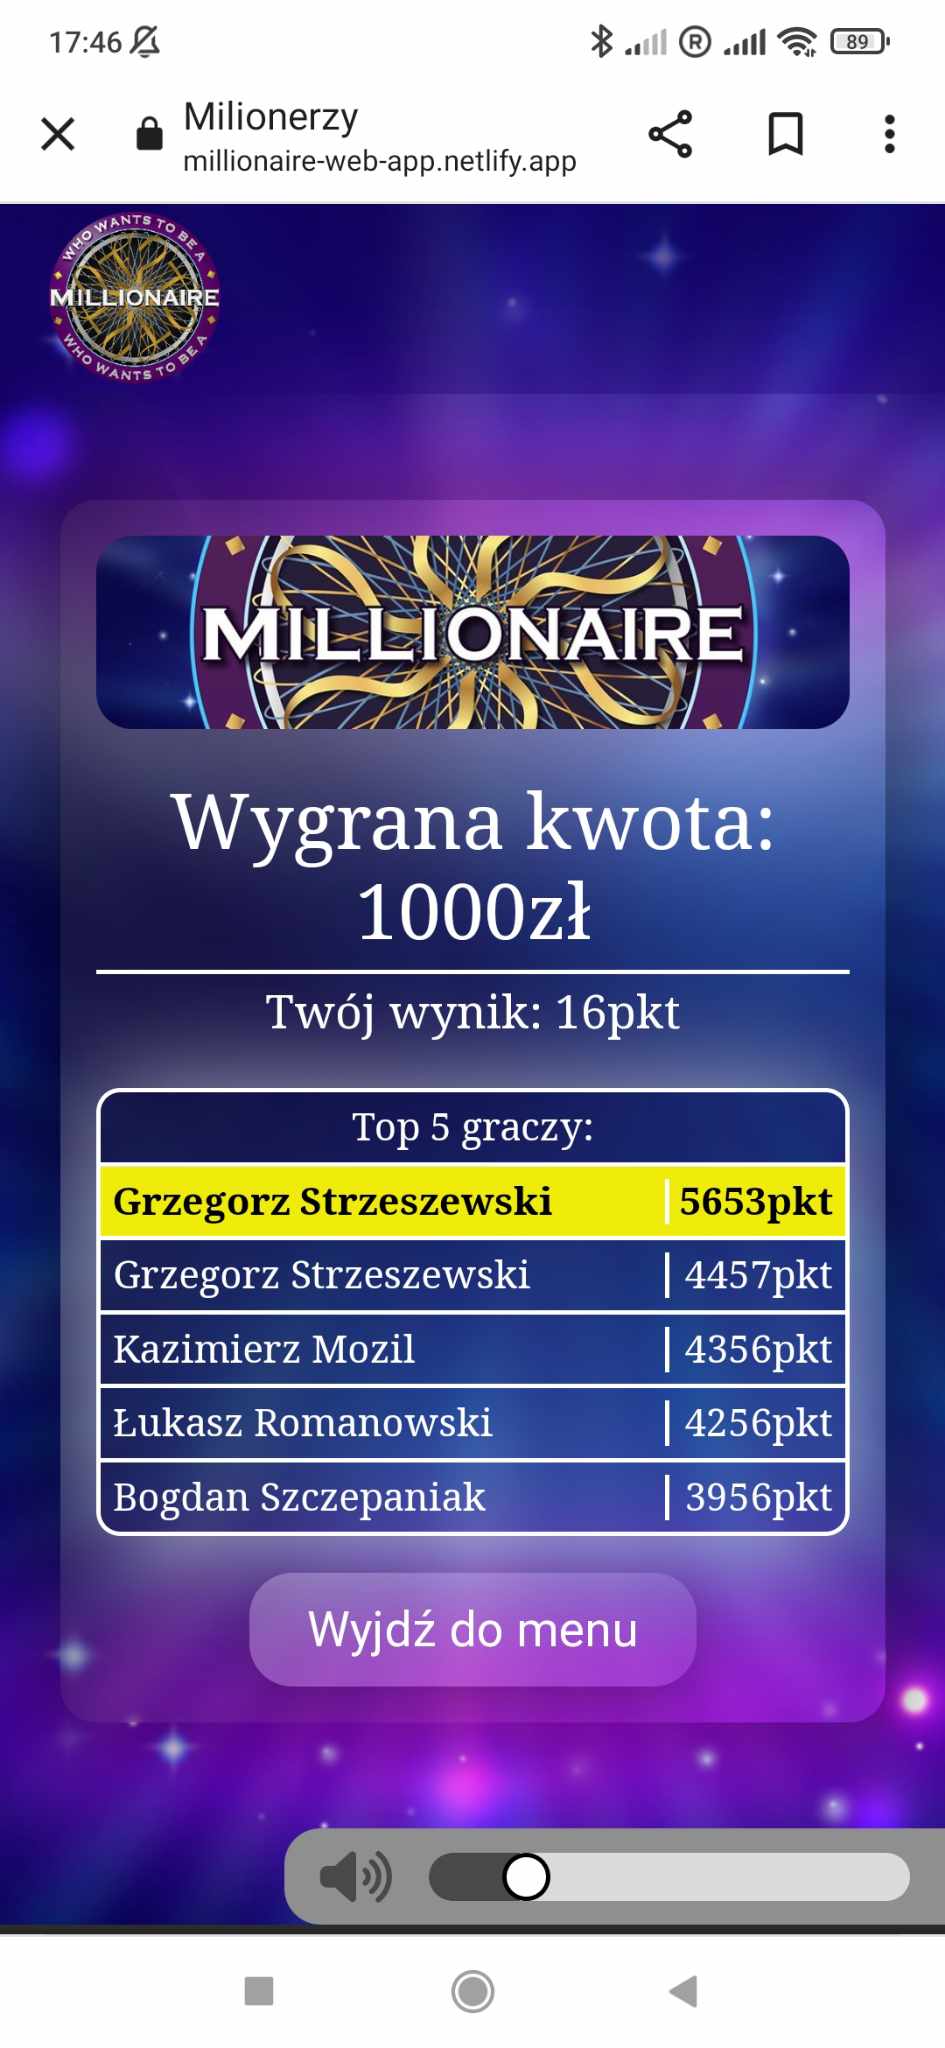 17:46 R 89
Milionerzy
millionaire-web-app.netlify.app
WHO WANTS TO BE A
MILLIONAIRE
WHO WANTS TO BE A
MILLIONAIRE
Wygrana kwota:
1000zł
Twój wynik: 16pkt
Top 5 graczy:
Grzegorz Strzeszewski 5653pkt
Grzegorz Strzeszewski 4457pkt
Kazimierz Mozil 4356pkt
Łukasz Romanowski 4256pkt
Bogdan Szczepaniak 3956pkt
Wyjdź do menu